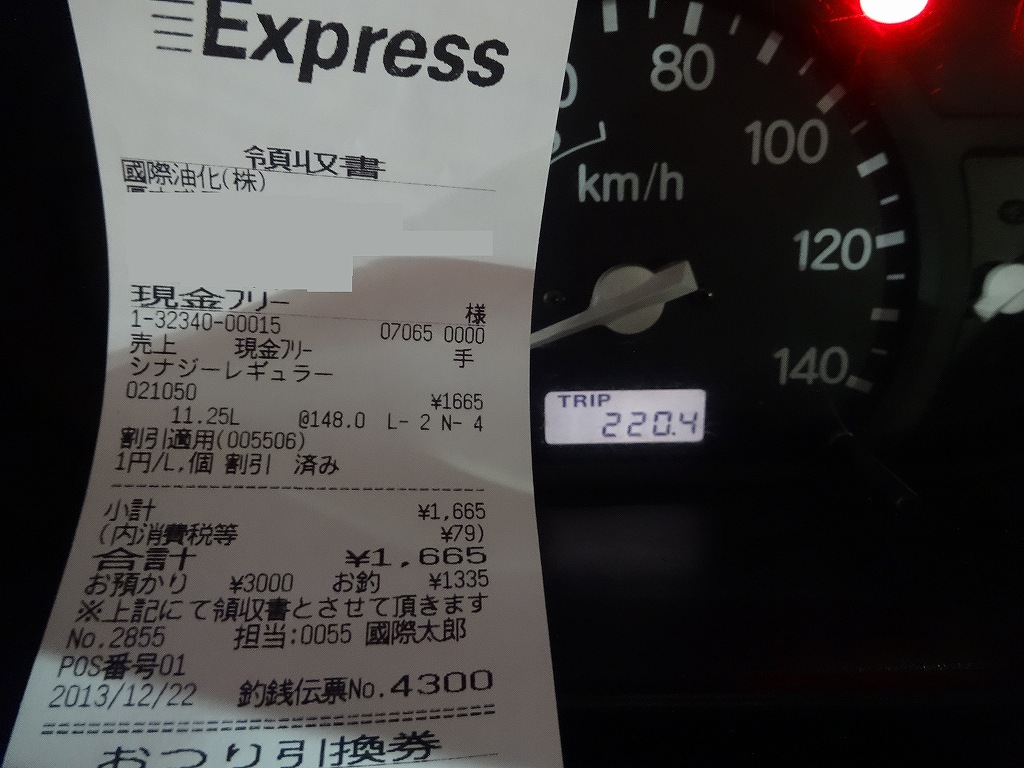 Express
領収書
國際油化(株)
現金フリー 様
1-32340-00015 07065 0000
売上 現金フリー 手
シナジーレギュラー
021050 ¥1665
11.25L @148.0 L- 2 N- 4
割引適用(005506)
1円/L,個 割引 済み
小計 ¥1,665
(内消費税等 ¥79)
合計 ¥1,665
お預かり ¥3000 お釣 ¥1335
※上記にて領収書とさせて頂きます
No.2855 担当:0055 國際太郎
POS番号01
2013/12/22 釣銭伝票No.4300
おつり引換券
80
100
km/h
120
140
TRIP
220.4